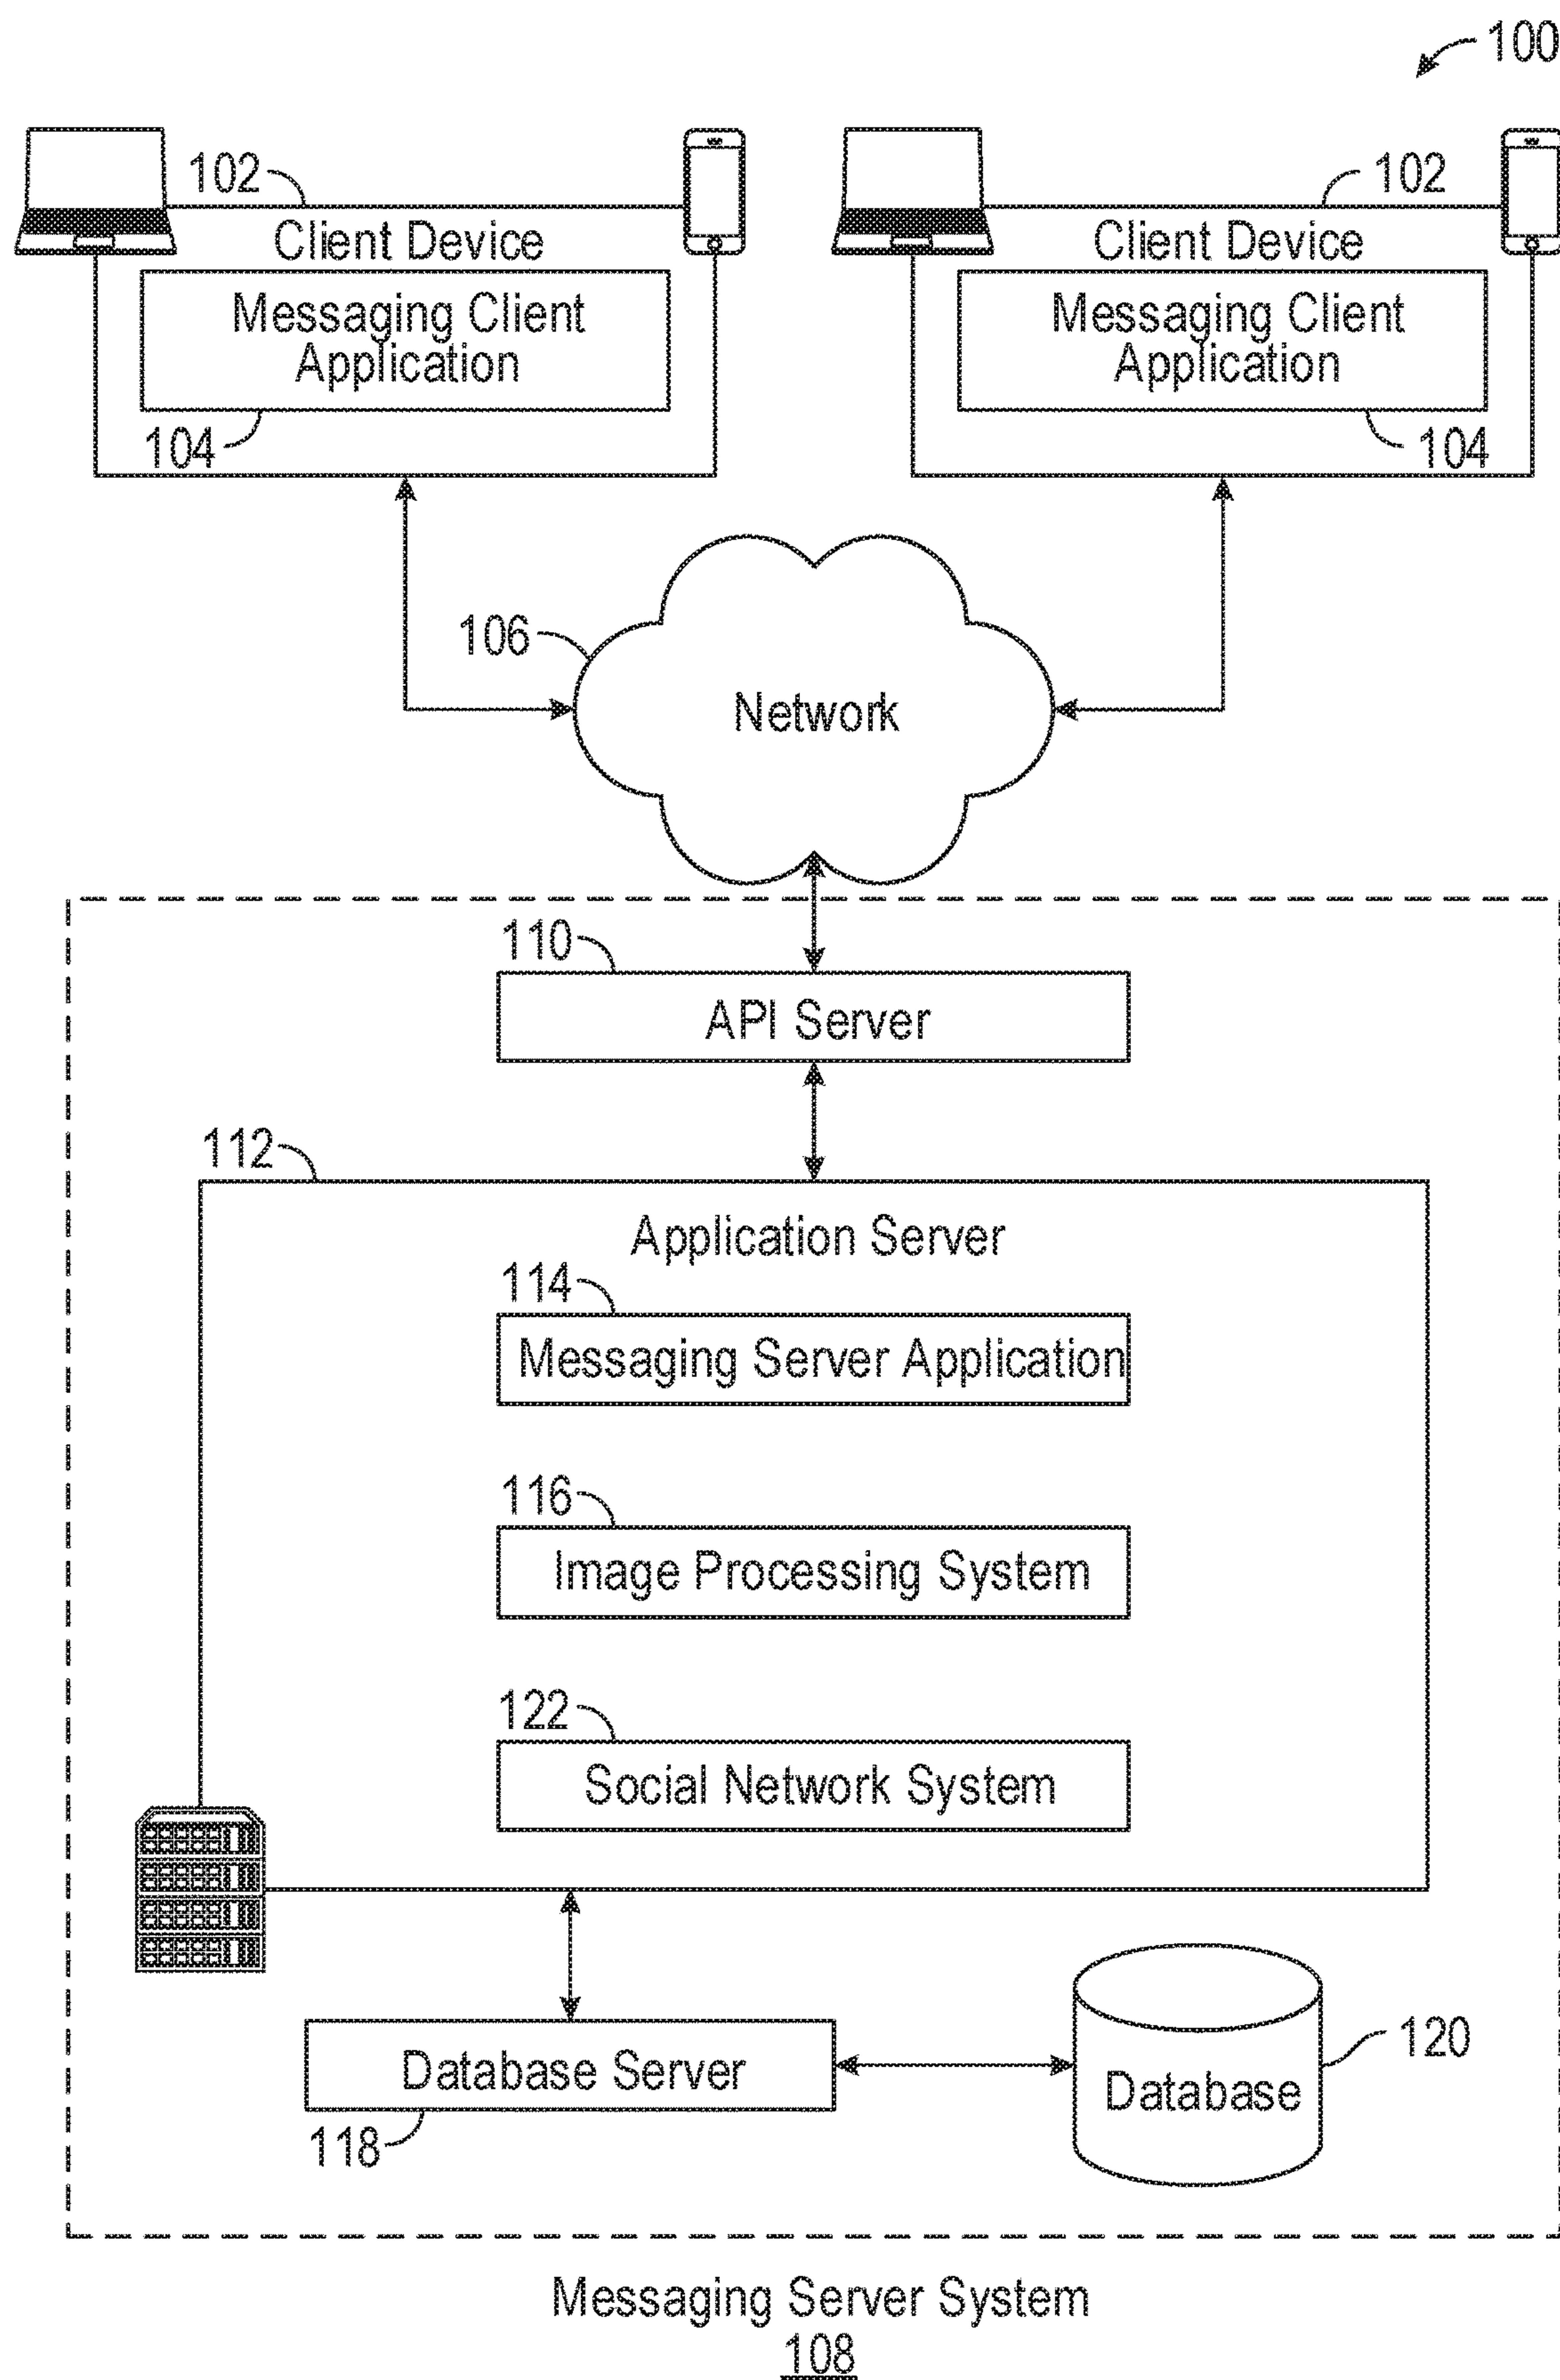 100
102
102
Client Device
Client Device
Messaging Client
Application
Messaging Client
Application
104
104
106
Network
110
API Server
112
Application Server
114
Messaging Server Application
116
Image Processing System
122
Social Network System
Database Server
118
Database
120
Messaging Server System
108